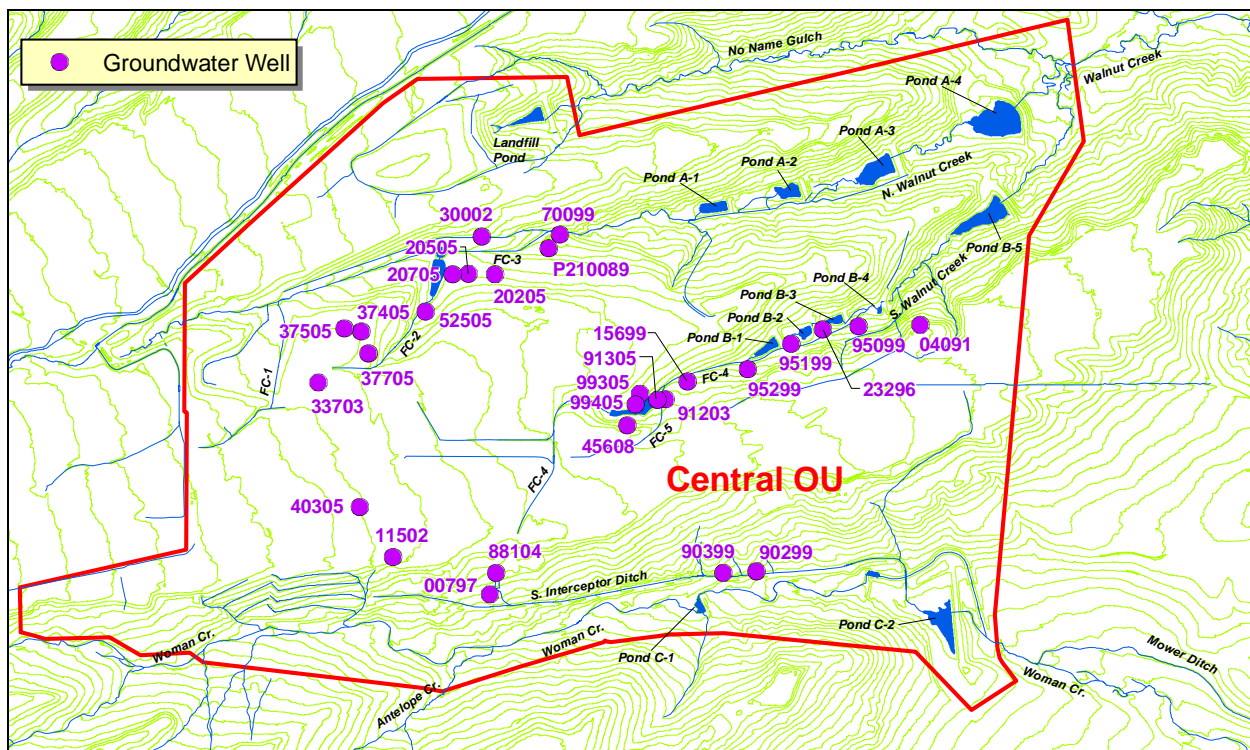 Groundwater Well
No Name Gulch
Walnut Creek
Pond A-4
Landfill
Pond
Pond A-3
Pond A-2
Pond A-1
N. Walnut Creek
30002
70099
20505
FC-3
P210089
Pond B-5
20705
20205
Pond B-4
S. Walnut Creek
Pond B-3
37405
52505
Pond B-2
37505
15699
Pond B-1
FC-2
91305
95199
95099
04091
37705
FC-1
99305
FC-4
95299
23296
33703
99405
91203
45608
FC-5
FC-4
Central OU
40305
11502
88104
90399
90299
00797
S. Interceptor Ditch
Woman Cr.
Woman Cr.
Pond C-1
Pond C-2
Mower Ditch
Woman Cr.
Antelope Cr.